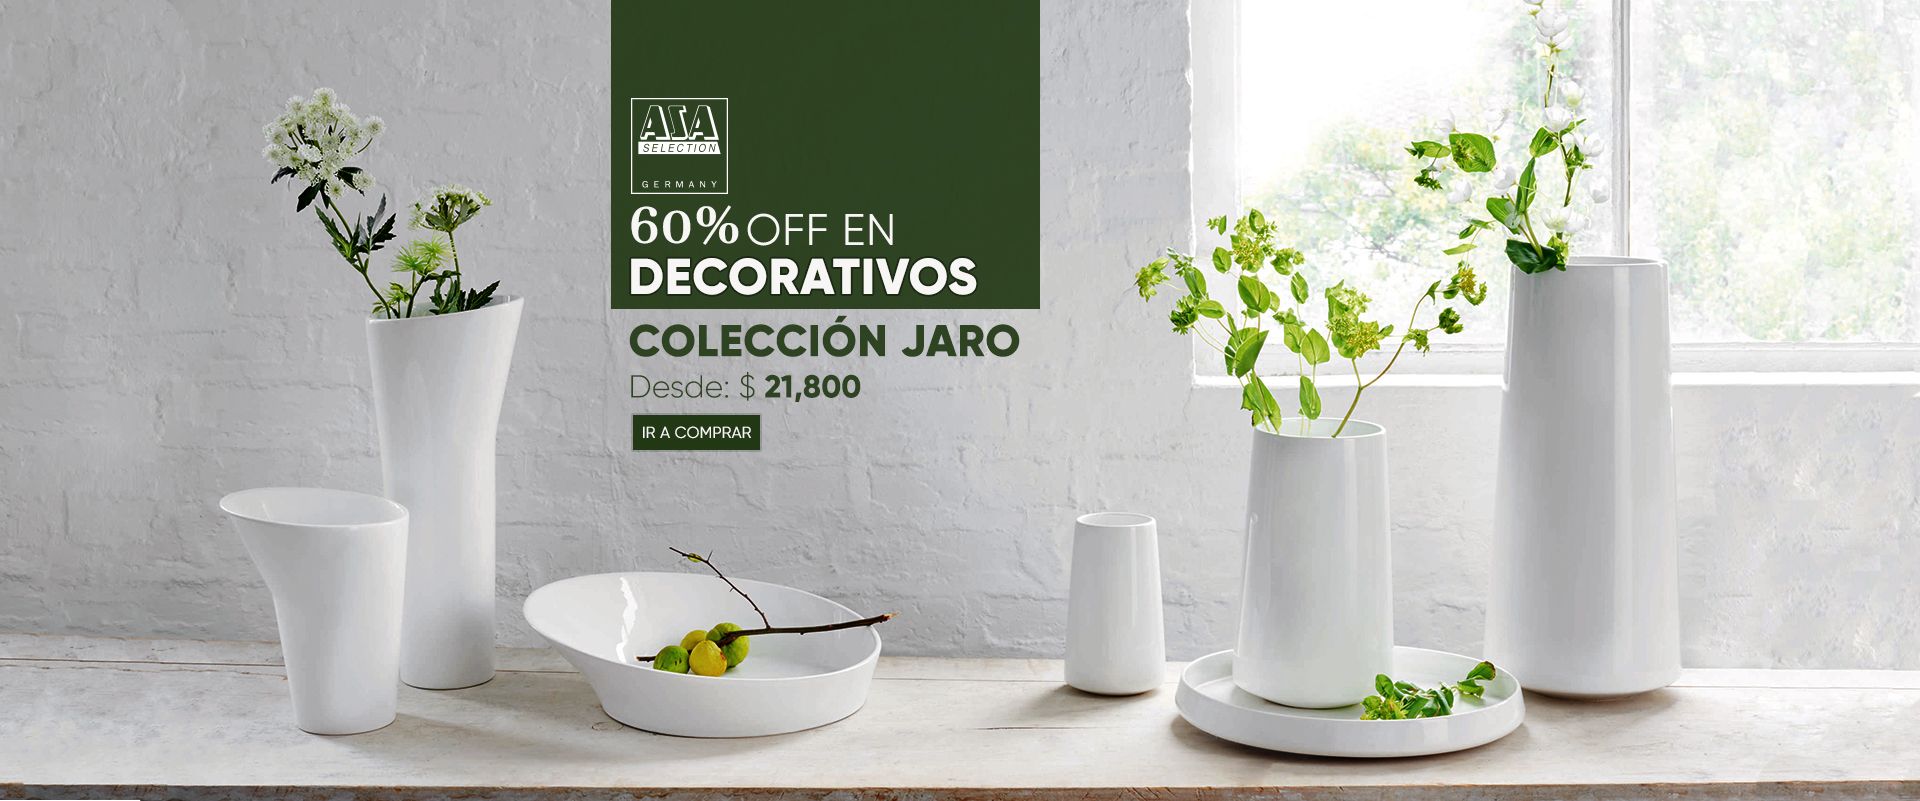 ASA
SELECTION
GERMANY
60% OFF EN
DECORATIVOS
COLECCIÓN JARO
Desde: $ 21,800
IR A COMPRAR